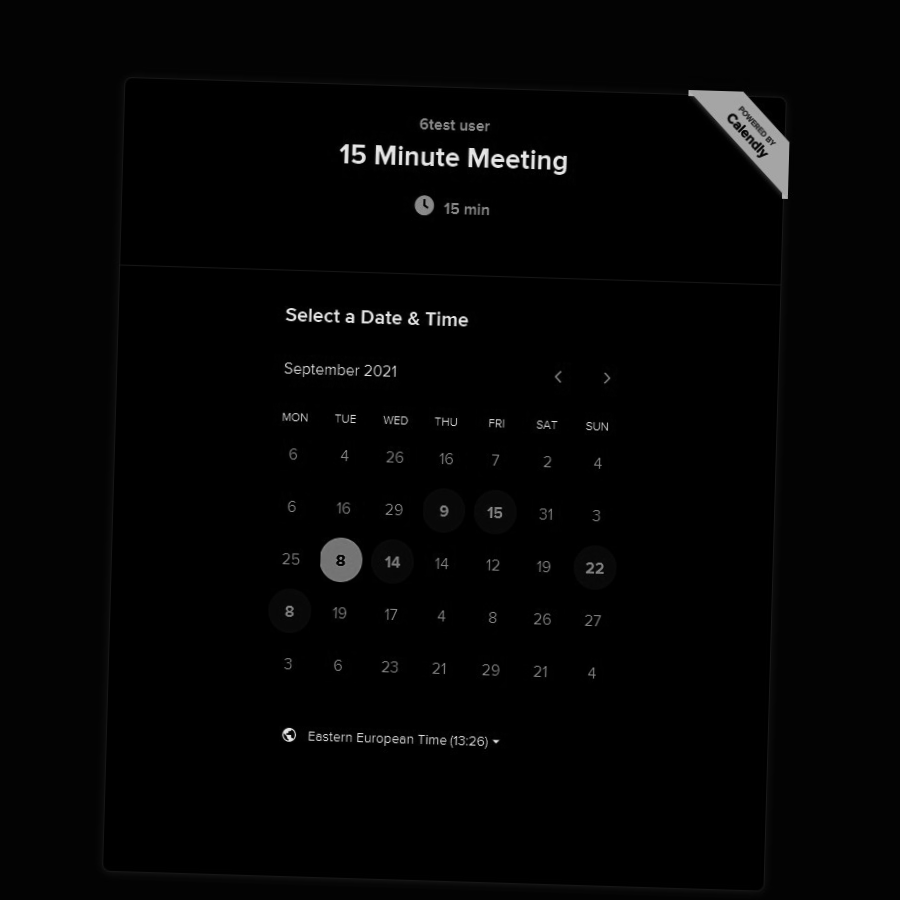 POWERED BY
Calendly
6test user
15 Minute Meeting
15 min
Select a Date & Time
September 2021
MON TUE WED THU FRI SAT SUN
6 4 26 16 7 2 4
6 16 29 9 15 31 3
25 8 14 14 12 19 22
8 19 17 4 8 26 27
3 6 23 21 29 21 4
Eastern European Time (13:26)